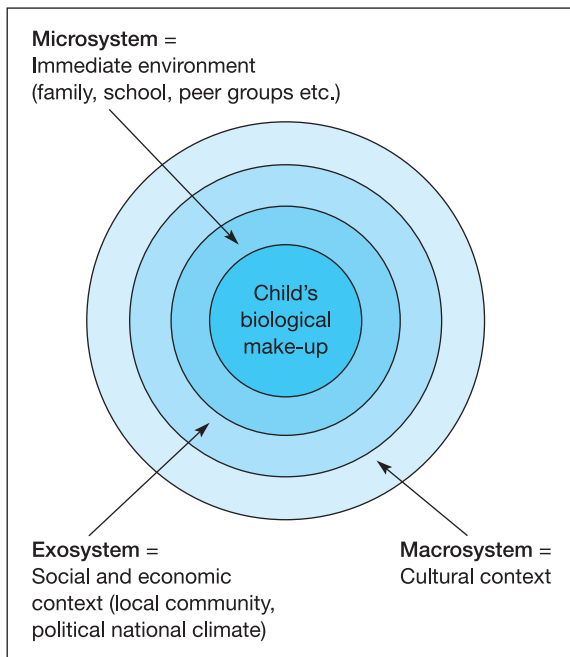 Microsystem =
Immediate environment
(family, school, peer groups etc.)
Child's
biological
make-up
Exosystem =
Social and economic
context (local community,
political national climate)
Macrosystem =
Cultural context